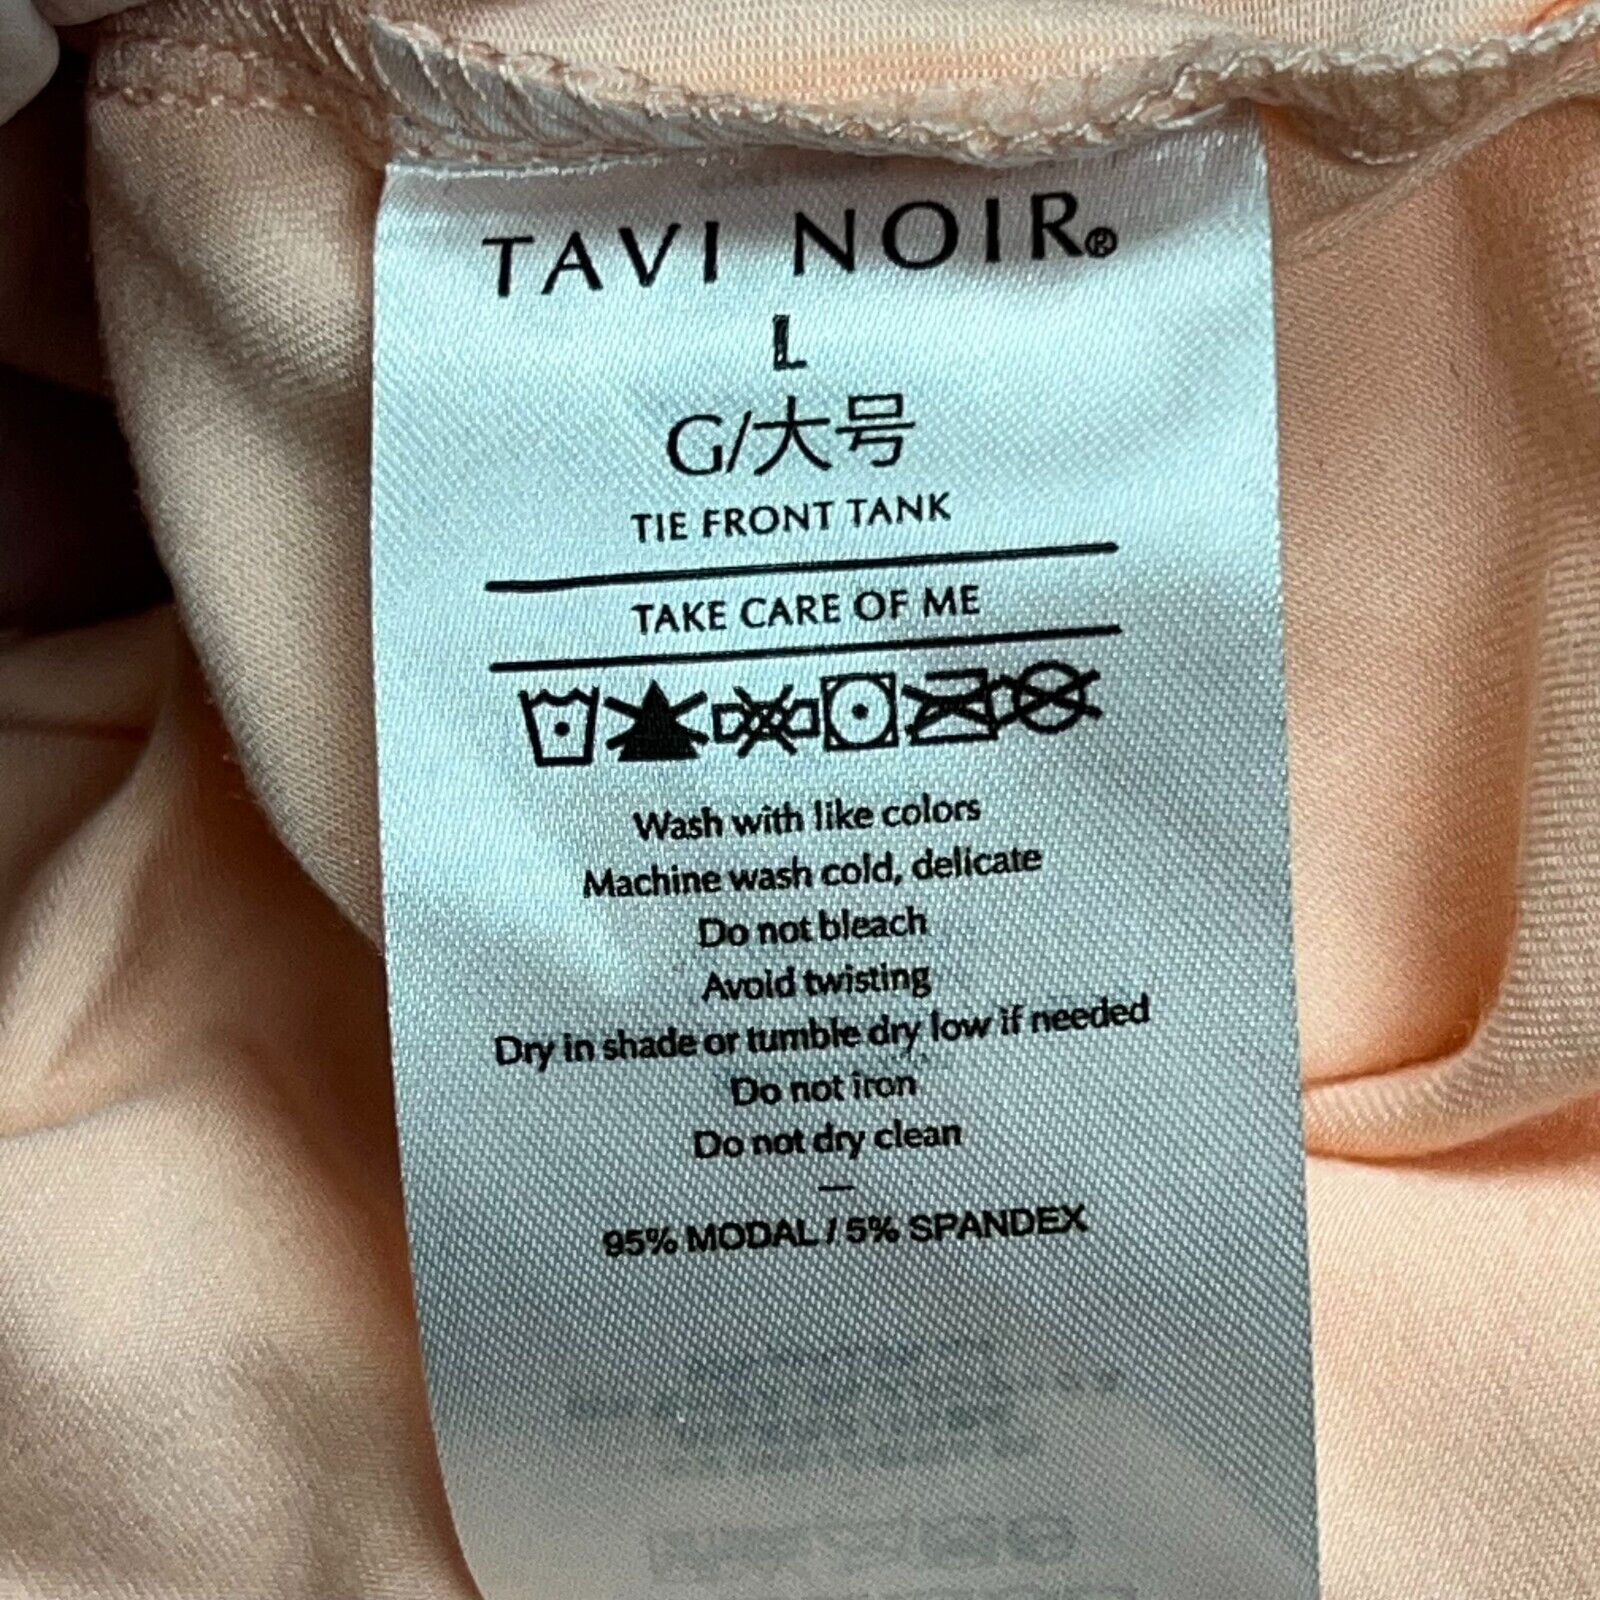 TAVI NOIR®
L
G/大号
TIE FRONT TANK
TAKE CARE OF ME
Wash with like colors
Machine wash cold, delicate
Do not bleach
Avoid twisting
Dry in shade or tumble dry low if needed
Do not iron
Do not dry clean
—
95% MODAL / 5% SPANDEX